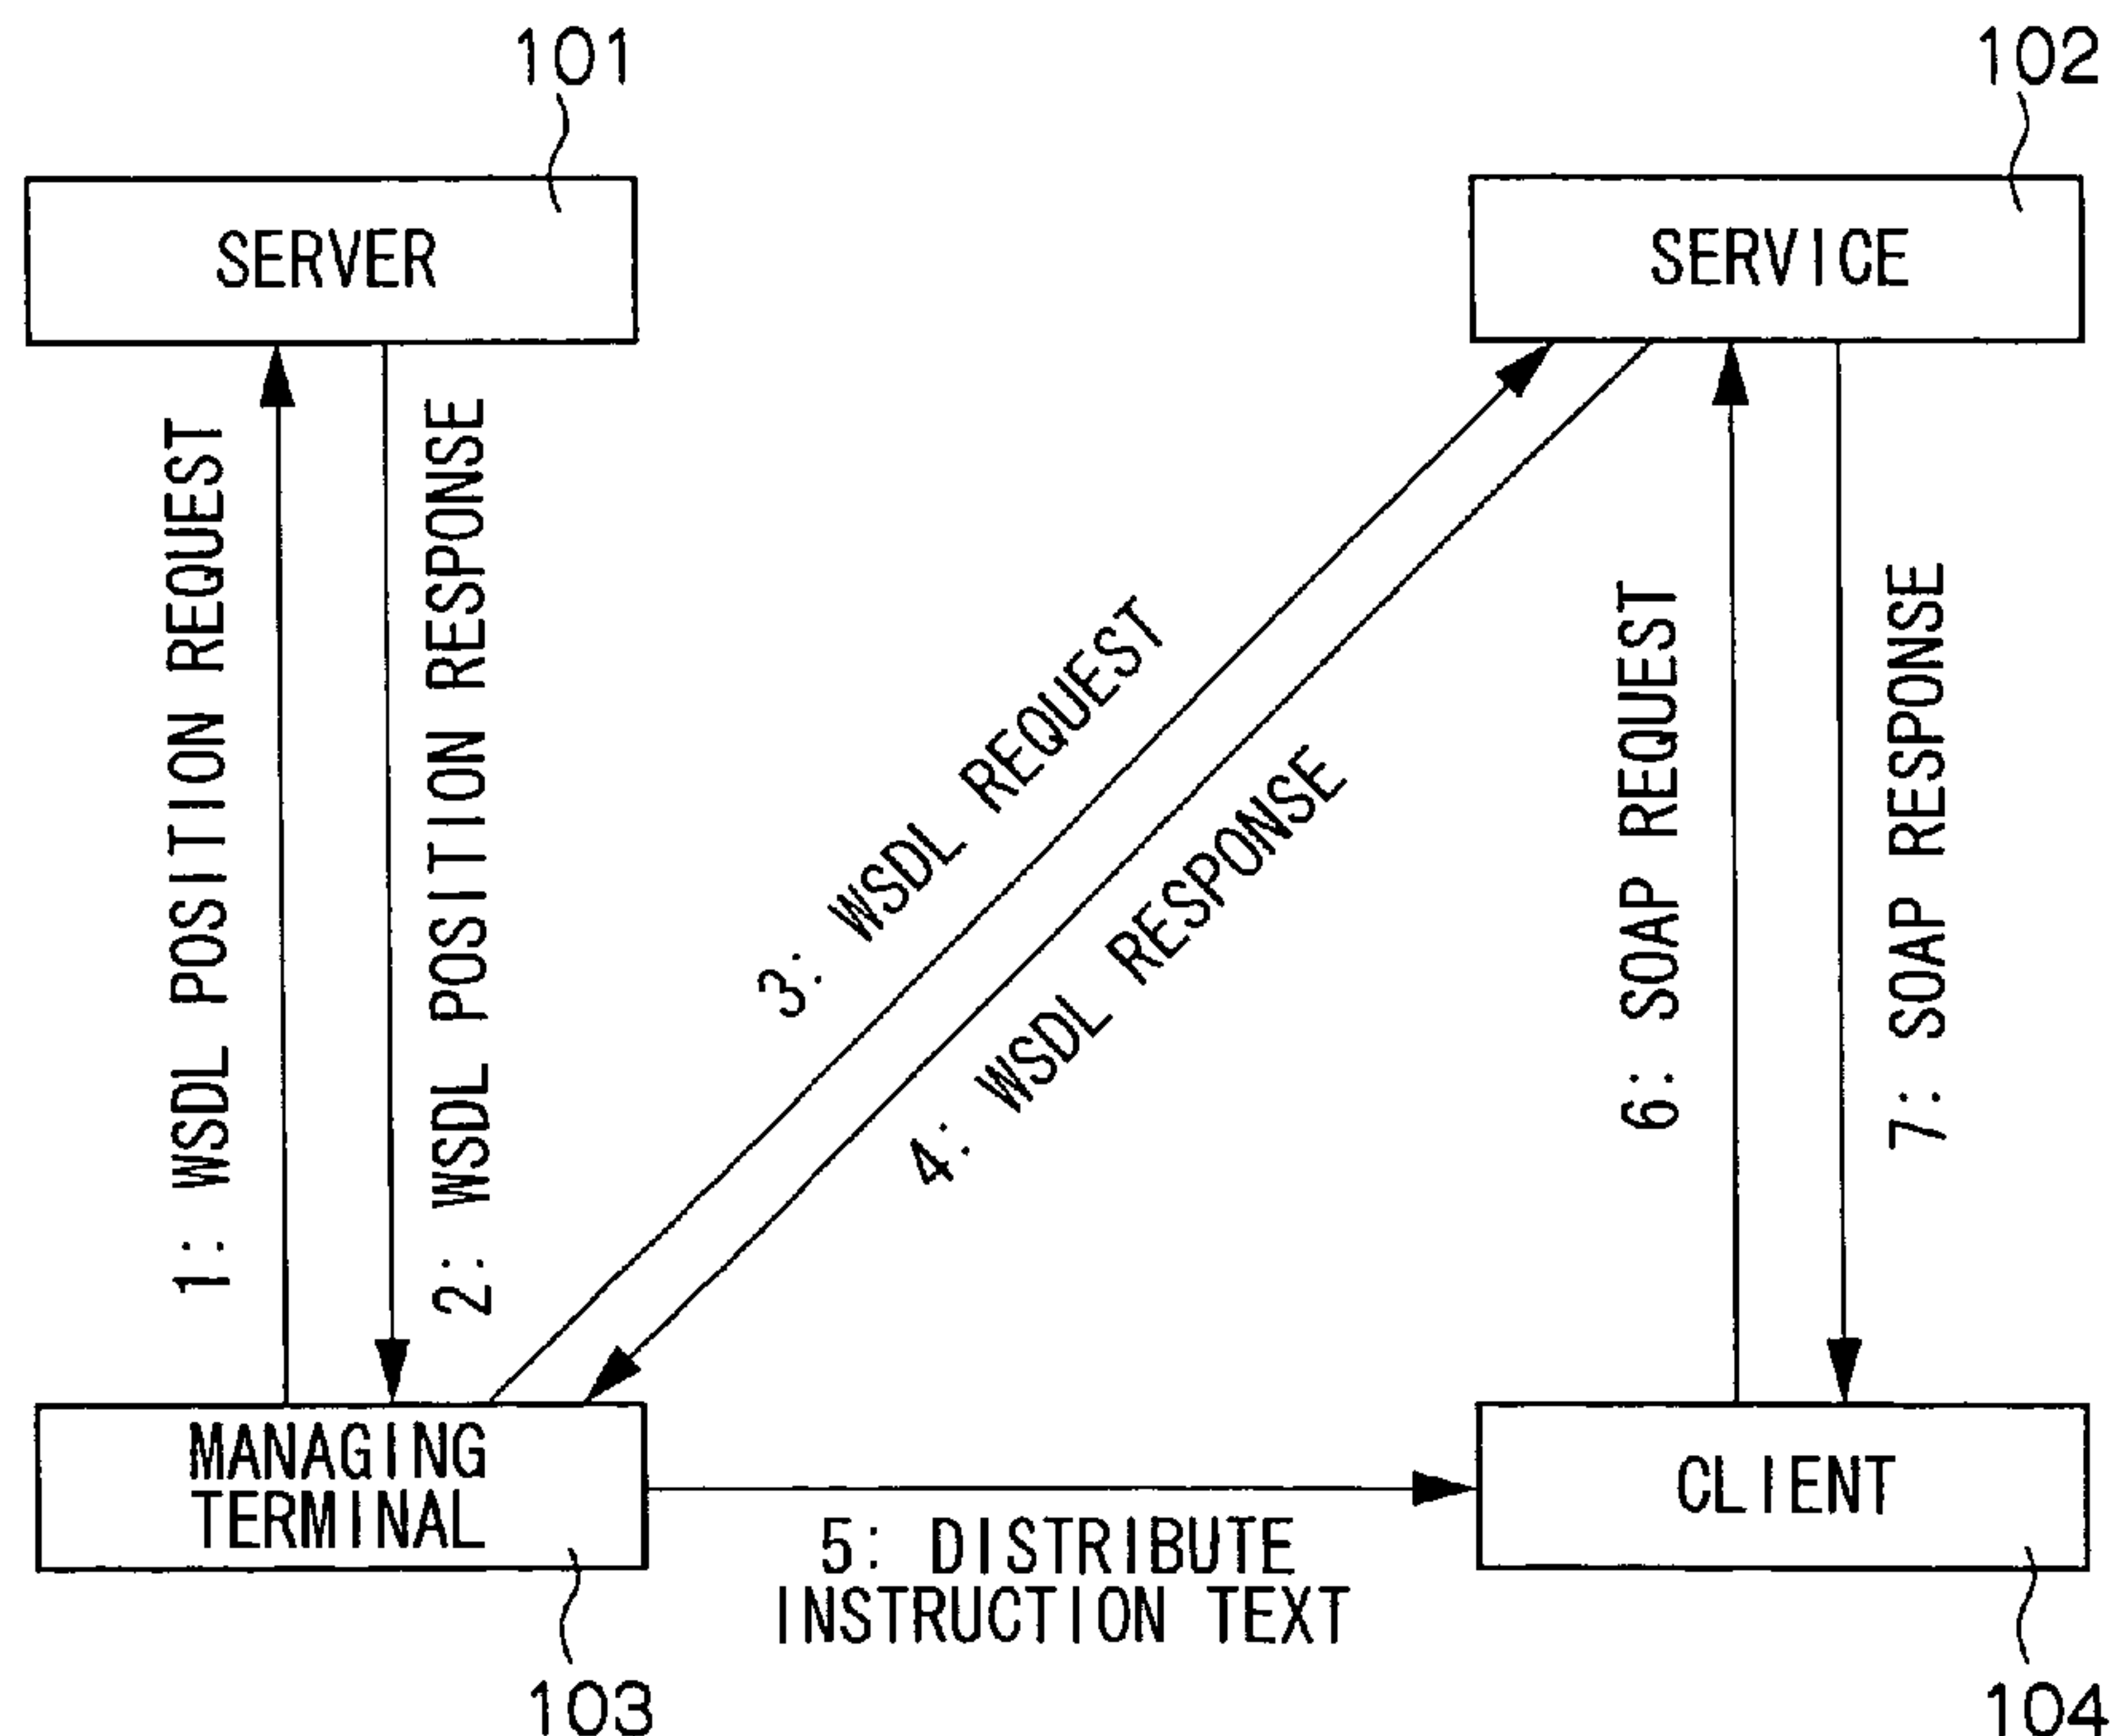 101
102
SERVER
SERVICE
1: WSDL POSITION REQUEST
2: WSDL POSITION RESPONSE
3: WSDL REQUEST
4: WSDL RESPONSE
6: SOAP REQUEST
7: SOAP RESPONSE
MANAGING
TERMINAL
CLIENT
5: DISTRIBUTE
INSTRUCTION TEXT
103
104